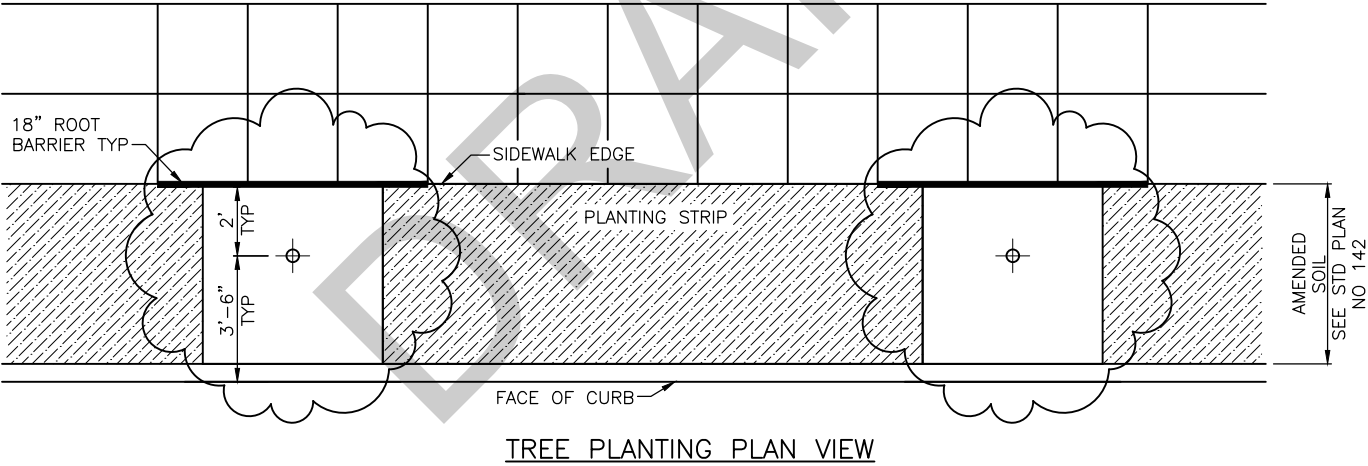 18" ROOT
BARRIER TYP
SIDEWALK EDGE
PLANTING STRIP
2'
TYP
3'-6"
TYP
AMENDED
SOIL
SEE STD PLAN
NO 142
FACE OF CURB
TREE PLANTING PLAN VIEW
DRA